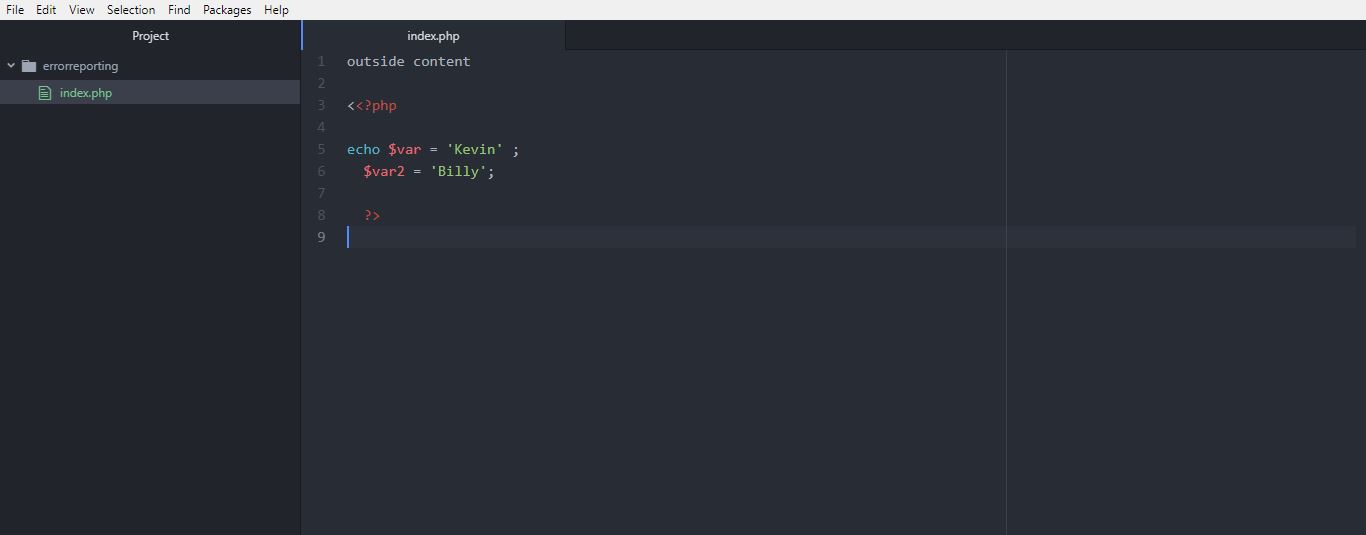 File Edit View Selection Find Packages Help
Project
errorreporting
index.php
index.php
1 outside content
2
3 <<?php
4
5 echo $var = 'Kevin' ;
6   $var2 = 'Billy';
7
8   ?>
9